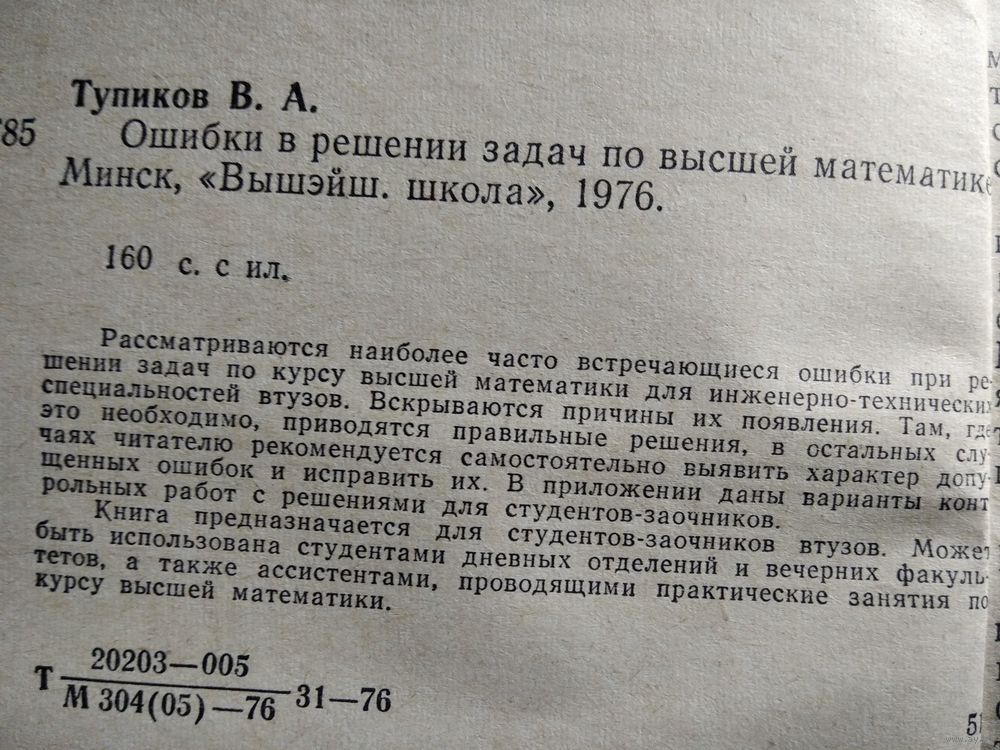 Тупиков В. А.
Т85 Ошибки в решении задач по высшей математике
Минск, «Вышэйш. школа», 1976.
160 с. с ил.
Рассматриваются наиболее часто встречающиеся ошибки при ре-
шении задач по курсу высшей математики для инженерно-технических
специальностей втузов. Вскрываются причины их появления. Там, где
это необходимо, приводятся правильные решения, в остальных слу-
чаях читателю рекомендуется самостоятельно выявить характер допу-
щенных ошибок и исправить их. В приложении даны варианты конт
рольных работ с решениями для студентов-заочников.
Книга предназначается для студентов-заочников втузов. Может
быть использована студентами дневных отделений и вечерних факуль-
тетов, а также ассистентами, проводящими практические занятия по
курсу высшей математики.
Т 20203—005
М 304(05)—76 31—76
51